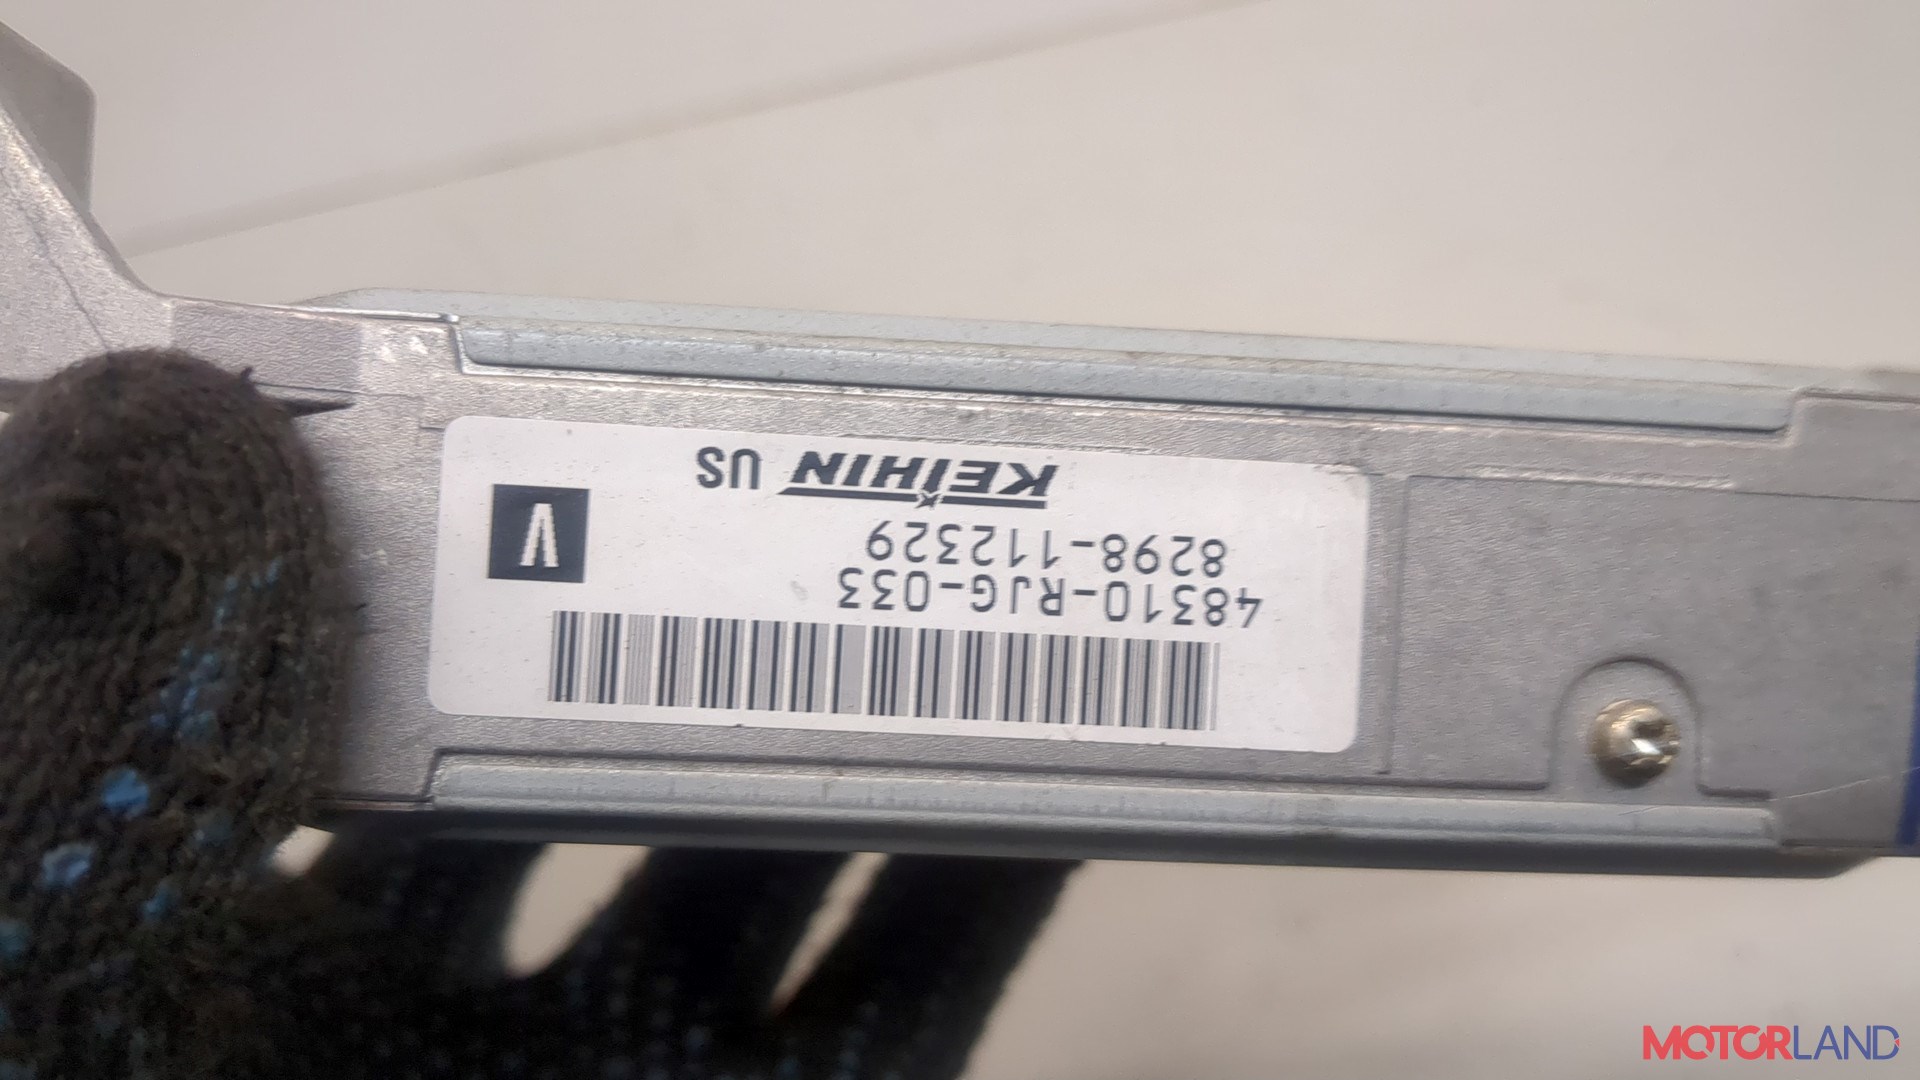 48310-RJG-033
8298-112329
KEIHIN US
V
MOTORLAND